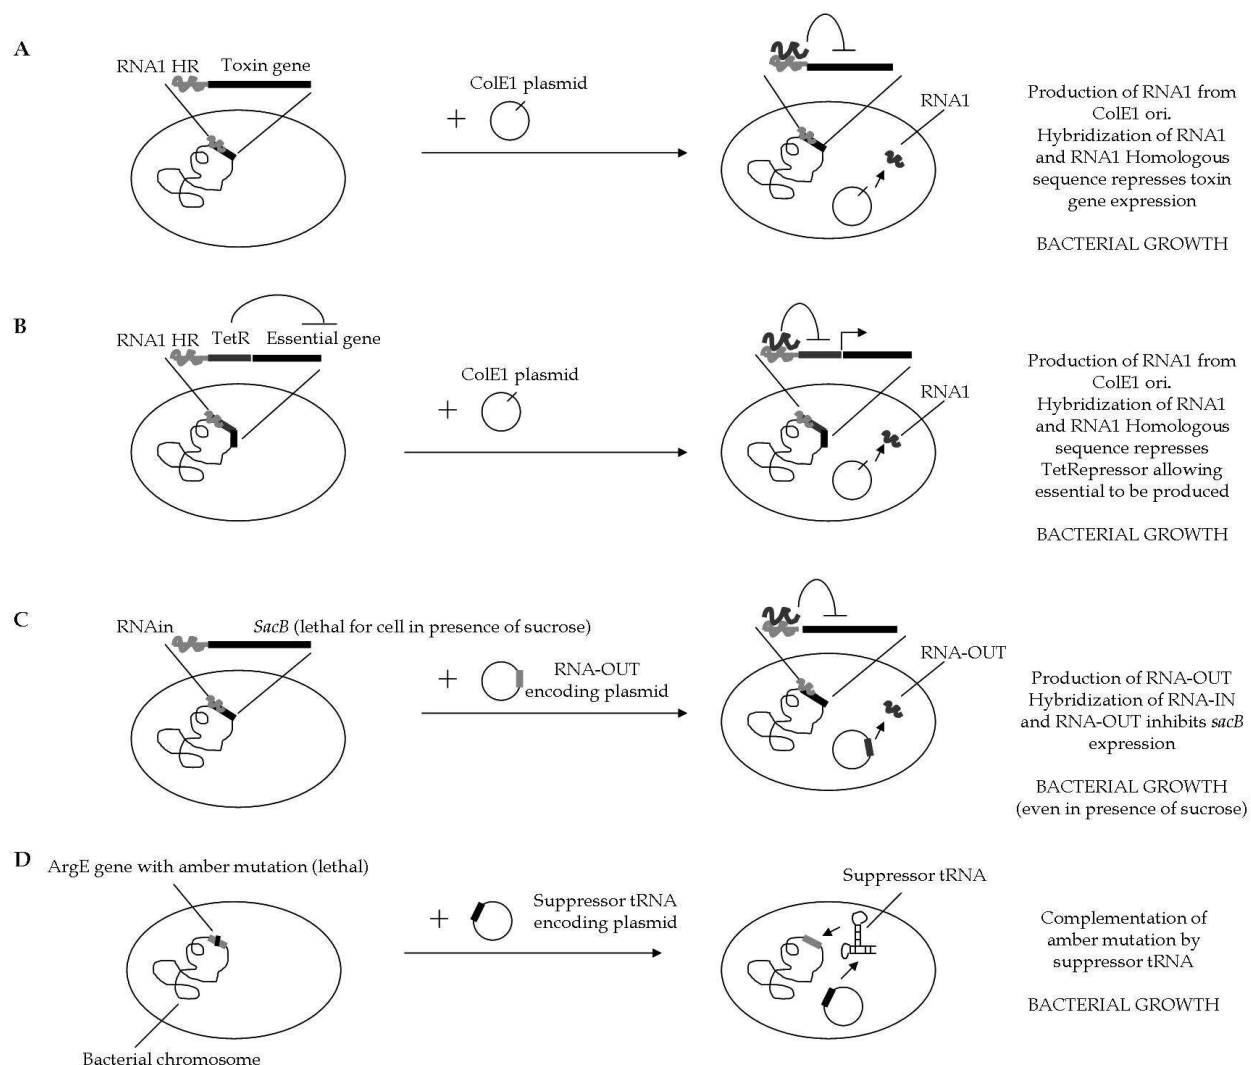 A
RNA1 HR
Toxin gene
ColE1 plasmid
RNA1
Production of RNA1 from
ColE1 ori.
Hybridization of RNA1
and RNA1 Homologous
sequence represses toxin
gene expression
BACTERIAL GROWTH
B
RNA1 HR
TetR
Essential gene
ColE1 plasmid
RNA1
Production of RNA1 from
ColE1 ori.
Hybridization of RNA1
and RNA1 Homologous
sequence represses
TetRepressor allowing
essential to be produced
BACTERIAL GROWTH
C
RNAin
SacB (lethal for cell in presence of sucrose)
+
RNA-OUT
encoding plasmid
RNA-OUT
Production of RNA-OUT
Hybridization of RNA-IN
and RNA-OUT inhibits sacB
expression
BACTERIAL GROWTH
(even in presence of sucrose)
D
ArgE gene with amber mutation (lethal)
+
Suppressor tRNA
encoding plasmid
Suppressor tRNA
Complementation of
amber mutation by
suppressor tRNA
BACTERIAL GROWTH
Bacterial chromosome